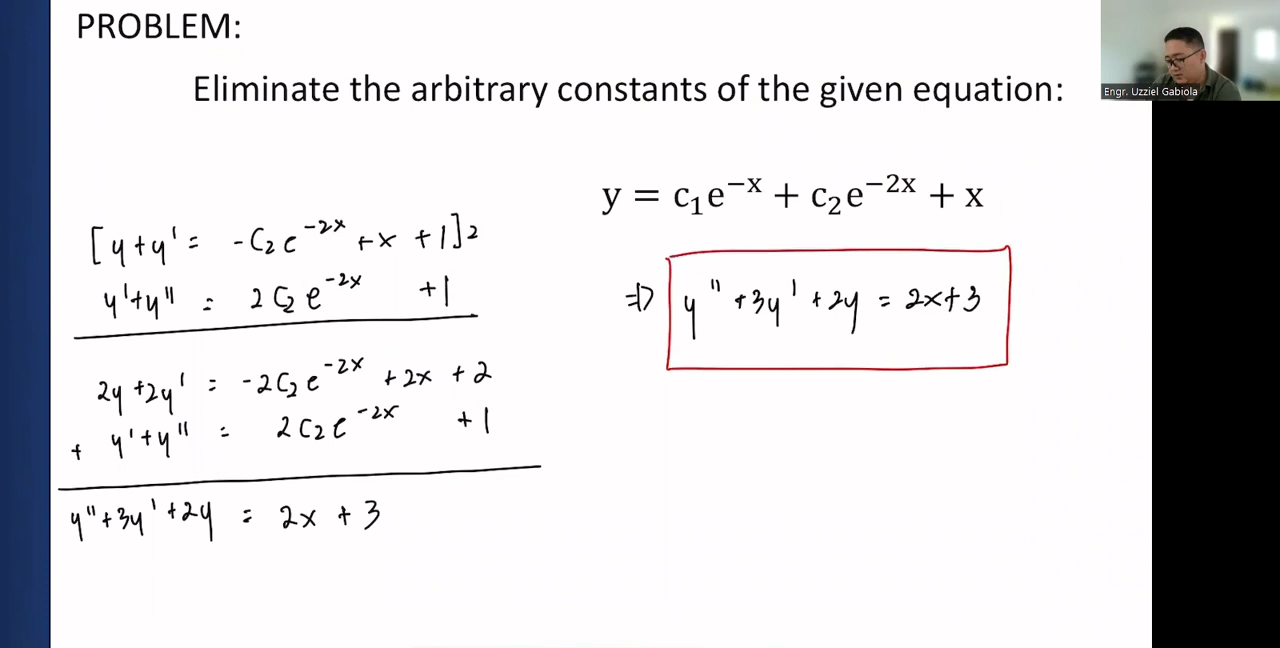 PROBLEM:
Eliminate the arbitrary constants of the given equation:
Engr. Uzziel Gabiola
y = c₁e⁻ˣ + c₂e⁻²ˣ + x
[y+y' = -C₂e⁻²ˣ +x +1]2
y'+y'' = 2C₂e⁻²ˣ +1
2y+2y' = -2C₂e⁻²ˣ +2x +2
+ y'+y'' = 2C₂e⁻²ˣ +1
y''+3y'+2y = 2x + 3
⇒ y'' +3y' +2y = 2x+3